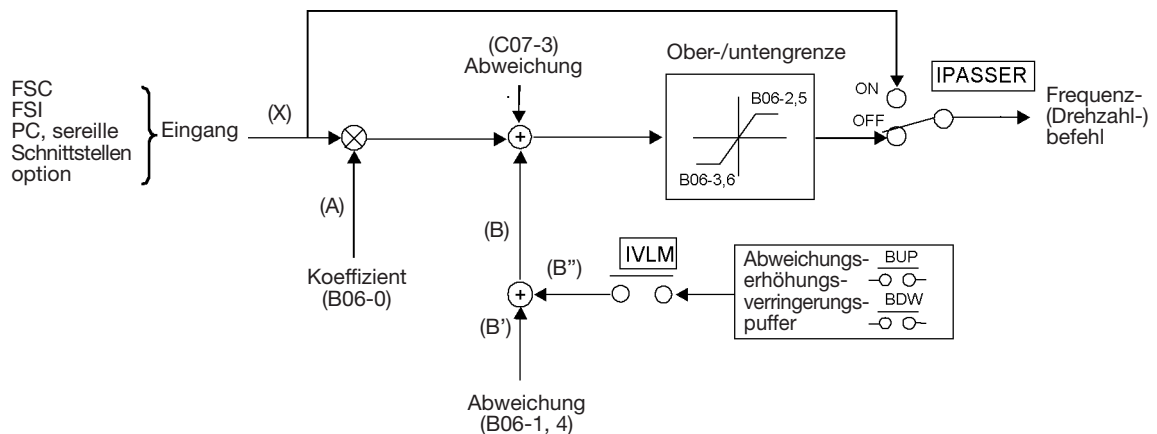 FSC
FSI
PC, sereille
Schnittstellen
option
Eingang
(X)
(C07-3)
Abweichung
Ober-/untengrenze
B06-2,5
B06-3,6
ON
OFF
IPASSER
Frequenz-
(Drehzahl-)
befehl
(A)
Koeffizient
(B06-0)
(B)
(B')
(B")
IVLM
Abweichungs-
erhöhungs-
verringerungs-
puffer
BUP
BDW
Abweichung
(B06-1, 4)